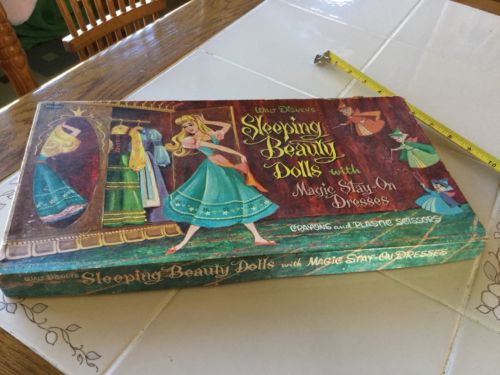 WALT DISNEY'S
Sleeping
Beauty
Dolls with
Magic Stay-On
Dresses
CRAYONS and PLASTIC SCISSORS
WALT DISNEY'S Sleeping Beauty Dolls with MAGIC STAY-ON DRESSES